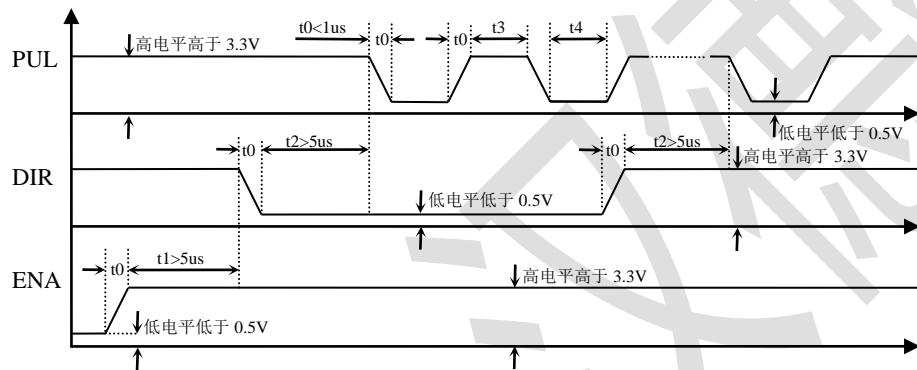 t0<1us t0 t0 t3 t4
PUL 高电平高于 3.3V
低电平低于 0.5V
t0 t2>5us t0 t2>5us
高电平高于 3.3V
DIR
低电平低于 0.5V
t0 t1>5us
ENA 高电平高于 3.3V
低电平低于 0.5V